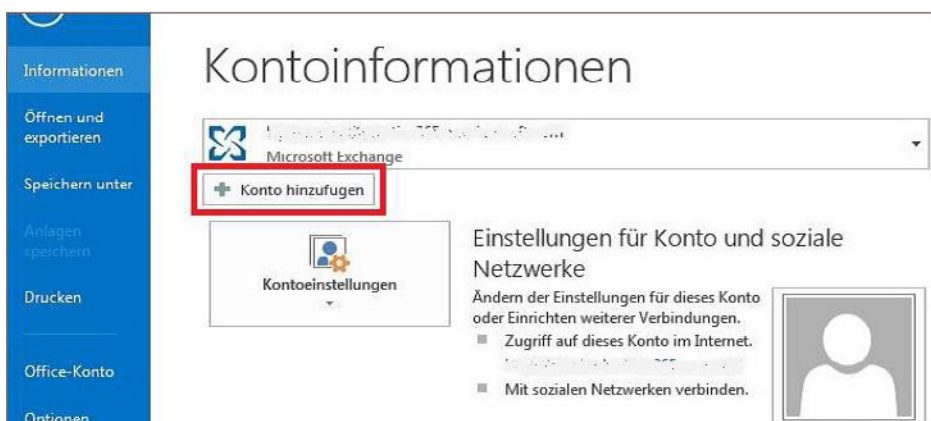 Informationen
Öffnen und
exportieren
Speichern unter
Anlagen
speichern
Drucken
Office-Konto
Optionen
Kontoinformationen
Microsoft Exchange
Konto hinzufugen
Kontoeinstellungen
Einstellungen für Konto und soziale
Netzwerke
Ändern der Einstellungen für dieses Konto
oder Einrichten weiterer Verbindungen.
Zugriff auf dieses Konto im Internet.
Mit sozialen Netzwerken verbinden.